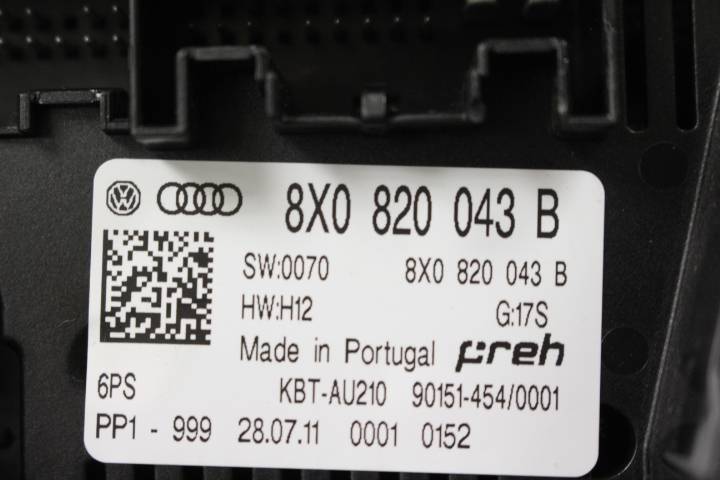 8X0 820 043 B
SW:0070 8X0 820 043 B
HW:H12 G:17S
Made in Portugal preh
6PS KBT-AU210 90151-454/0001
PP1 - 999 28.07.11 0001 0152